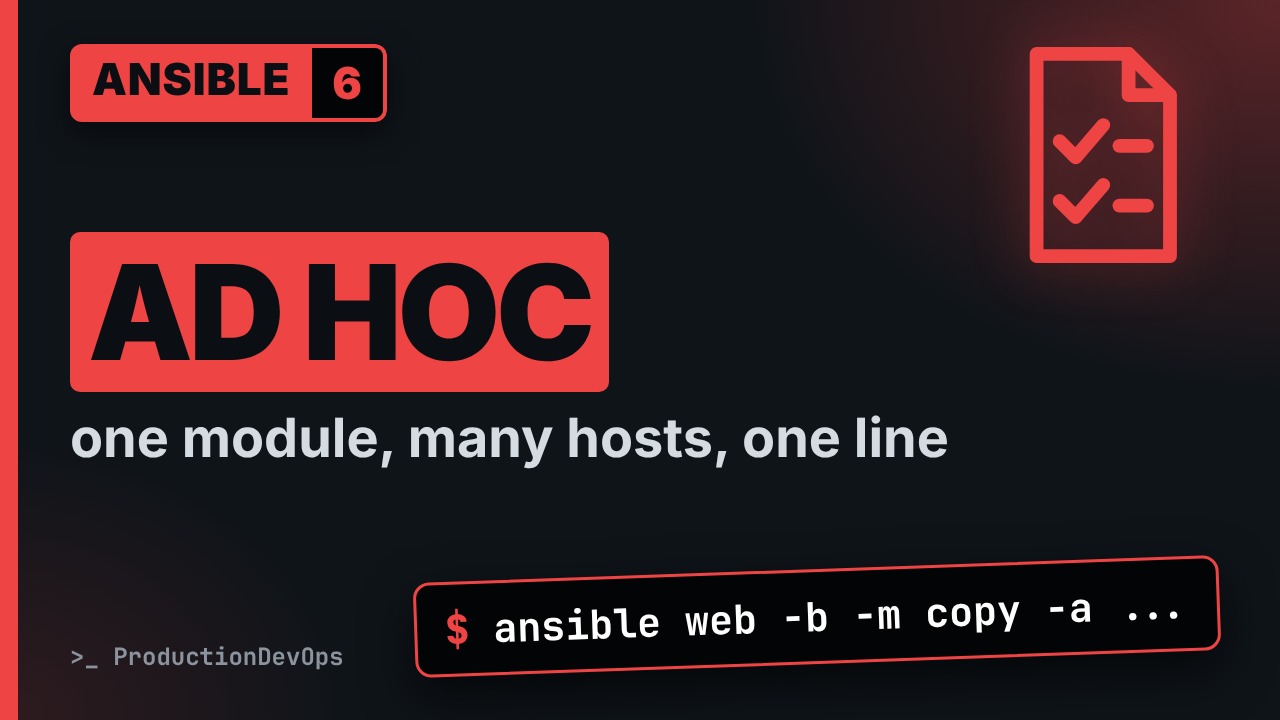 ANSIBLE 6
AD HOC
one module, many hosts, one line
$ ansible web -b -m copy -a ...
>_ ProductionDevOps